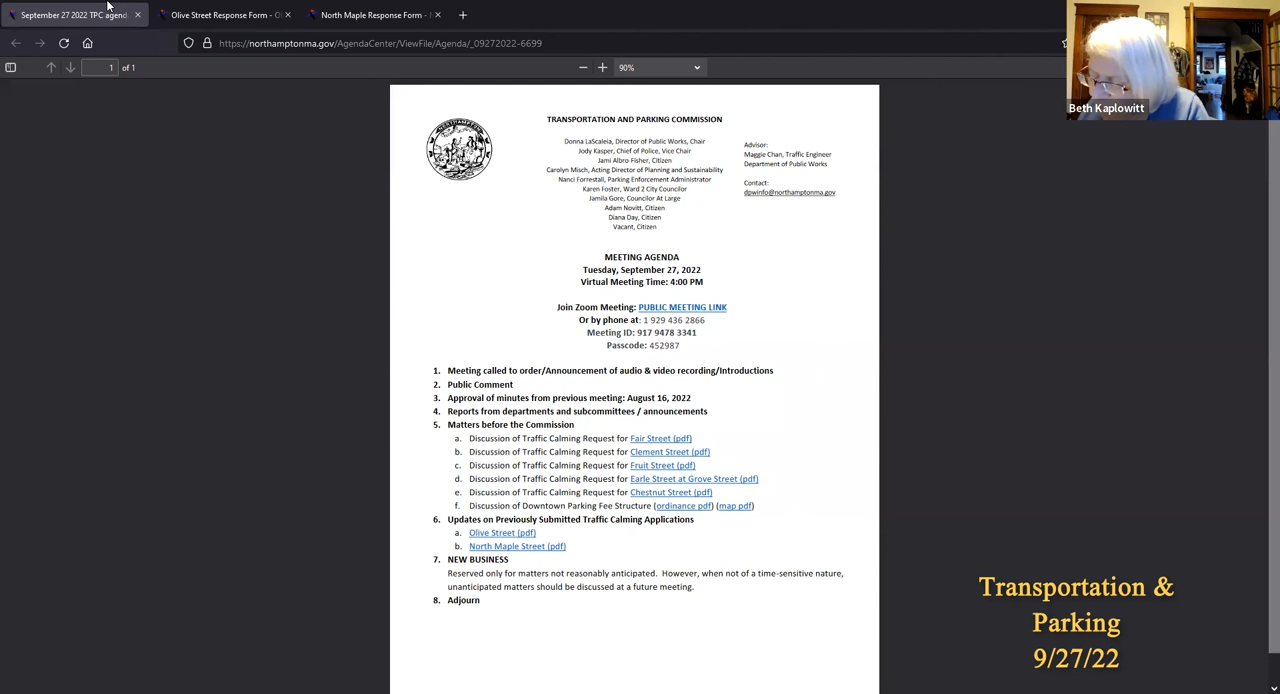 September 27 2022 TPC agend
Olive Street Response Form - O
North Maple Response Form -
https://northamptonma.gov/AgendaCenter/ViewFile/Agenda/_09272022-6699
1 of 1
90%
Beth Kaplowitt
TRANSPORTATION AND PARKING COMMISSION
Donna LaScaleia, Director of Public Works, Chair
Jody Kasper, Chief of Police, Vice Chair
Jami Albro-Fisher, Citizen
Carolyn Misch, Acting Director of Planning and Sustainability
Nanci Forrestall, Parking Enforcement Administrator
Karen Foster, Ward 2 City Councilor
Jamila Gore, Councilor At Large
Adam Novitt, Citizen
Diana Day, Citizen
Vacant, Citizen
Advisor:
Maggie Chan, Traffic Engineer
Department of Public Works
Contact:
dpwinfo@northamptonma.gov
MEETING AGENDA
Tuesday, September 27, 2022
Virtual Meeting Time: 4:00 PM
Join Zoom Meeting: PUBLIC MEETING LINK
Or by phone at: 1 929 436 2866
Meeting ID: 917 9478 3341
Passcode: 452987
1. Meeting called to order/Announcement of audio & video recording/Introductions
2. Public Comment
3. Approval of minutes from previous meeting: August 16, 2022
4. Reports from departments and subcommittees / announcements
5. Matters before the Commission
a. Discussion of Traffic Calming Request for Fair Street (pdf)
b. Discussion of Traffic Calming Request for Clement Street (pdf)
c. Discussion of Traffic Calming Request for Fruit Street (pdf)
d. Discussion of Traffic Calming Request for Earle Street at Grove Street (pdf)
e. Discussion of Traffic Calming Request for Chestnut Street (pdf)
f. Discussion of Downtown Parking Fee Structure (ordinance pdf) (map pdf)
6. Updates on Previously Submitted Traffic Calming Applications
a. Olive Street (pdf)
b. North Maple Street (pdf)
7. NEW BUSINESS
Reserved only for matters not reasonably anticipated. However, when not of a time-sensitive nature,
unanticipated matters should be discussed at a future meeting.
8. Adjourn
Transportation &
Parking
9/27/22